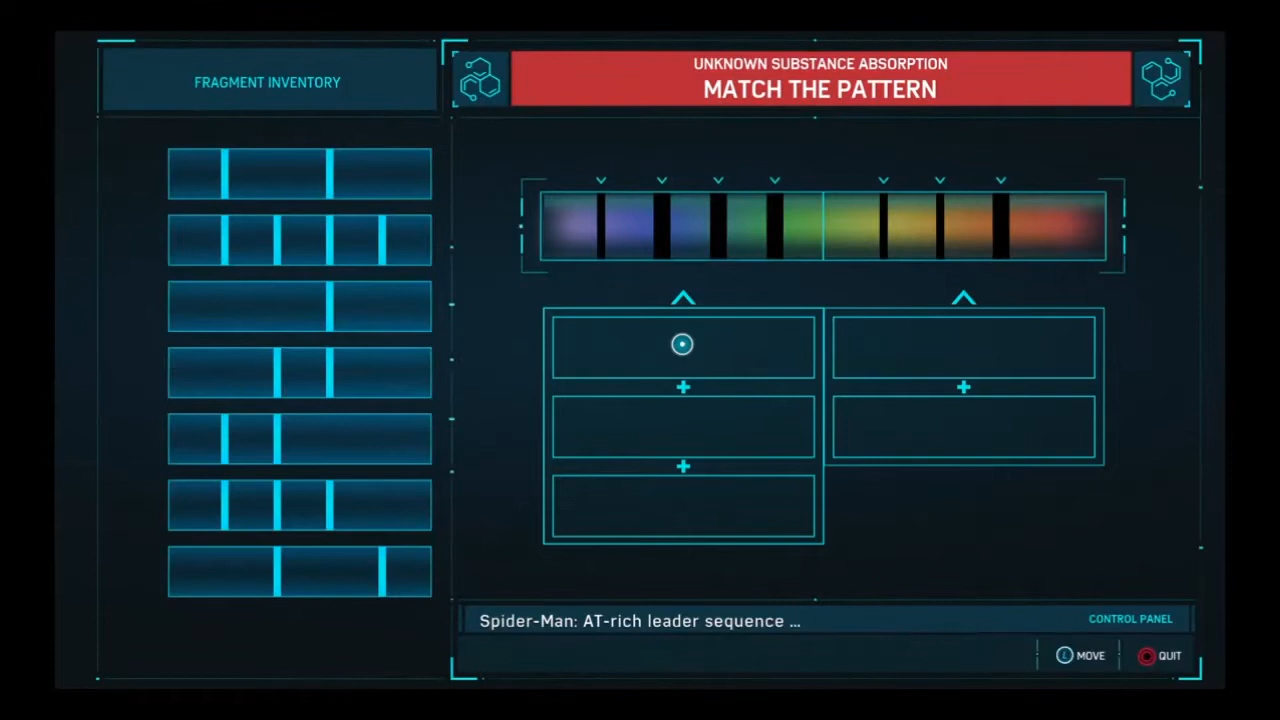 FRAGMENT INVENTORY
UNKNOWN SUBSTANCE ABSORPTION
MATCH THE PATTERN
Spider-Man: AT-rich leader sequence ...
CONTROL PANEL
L MOVE
QUIT